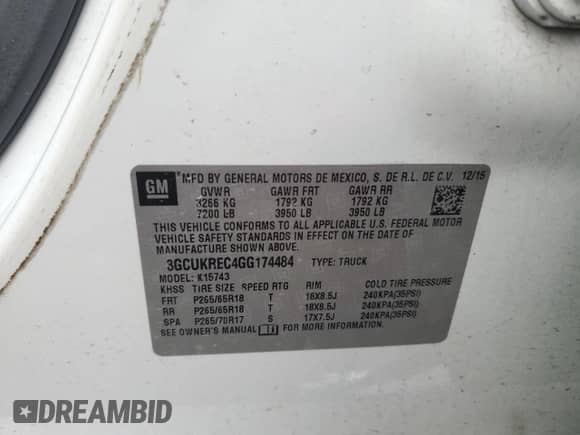 GM
*MFD BY GENERAL MOTORS DE MEXICO, S. DE R.L. DE C.V. 12/15
GVWR GAWR FRT GAWR RR
3266 KG 1792 KG 1792 KG
7200 LB 3950 LB 3950 LB
THIS VEHICLE CONFORMS TO ALL APPLICABLE U.S. FEDERAL MOTOR
VEHICLE SAFETY STANDARDS IN EFFECT ON THE DATE OF
MANUFACTURE SHOWN ABOVE.
3GCUKREC4GG174484 TYPE: TRUCK
MODEL: K15743
KHSS TIRE SIZE SPEED RTG RIM COLD TIRE PRESSURE
FRT P265/65R18 T 18X8.5J 240KPA(35PSI)
RR P265/65R18 T 18X8.5J 240KPA(35PSI)
SPA P265/70R17 S 17X7.5J 240KPA(35PSI)
SEE OWNER'S MANUAL FOR MORE INFORMATION.
DREAMBID